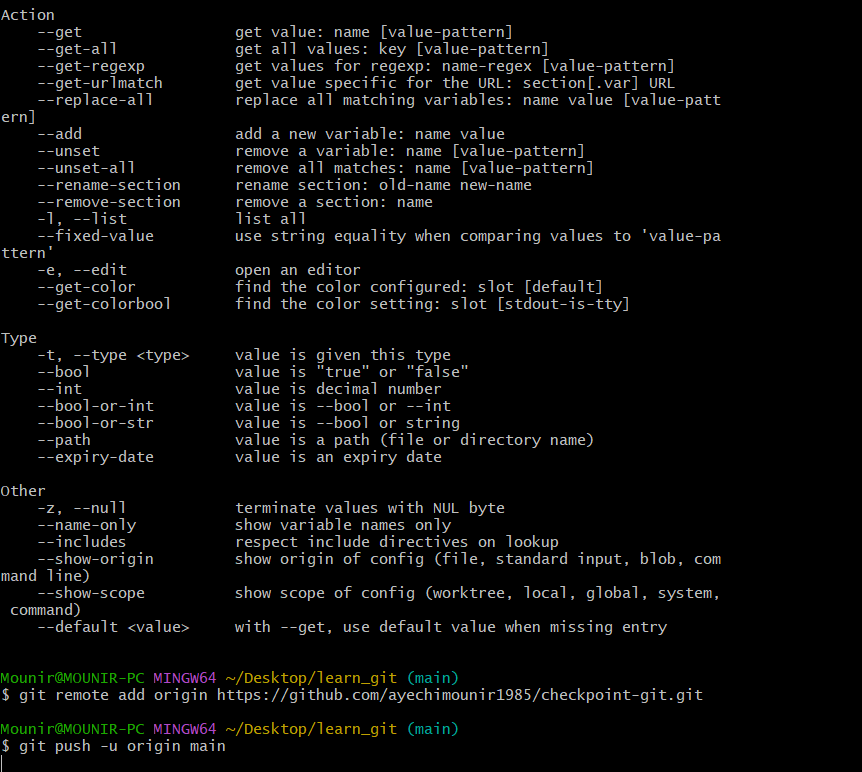 Action
    --get                 get value: name [value-pattern]
    --get-all             get all values: key [value-pattern]
    --get-regexp          get values for regexp: name-regex [value-pattern]
    --get-urlmatch        get value specific for the URL: section[.var] URL
    --replace-all         replace all matching variables: name value [value-patt
ern]
    --add                 add a new variable: name value
    --unset               remove a variable: name [value-pattern]
    --unset-all           remove all matches: name [value-pattern]
    --rename-section      rename section: old-name new-name
    --remove-section      remove a section: name
    -l, --list            list all
    --fixed-value         use string equality when comparing values to 'value-pa
ttern'
    -e, --edit            open an editor
    --get-color           find the color configured: slot [default]
    --get-colorbool       find the color setting: slot [stdout-is-tty]

Type
    -t, --type <type>     value is given this type
    --bool                value is "true" or "false"
    --int                 value is decimal number
    --bool-or-int         value is --bool or --int
    --bool-or-str         value is --bool or string
    --path                value is a path (file or directory name)
    --expiry-date         value is an expiry date

Other
    -z, --null            terminate values with NUL byte
    --name-only           show variable names only
    --includes            respect include directives on lookup
    --show-origin         show origin of config (file, standard input, blob, com
mand line)
    --show-scope          show scope of config (worktree, local, global, system,
 command)
    --default <value>     with --get, use default value when missing entry


Mounir@MOUNIR-PC MINGW64 ~/Desktop/learn_git (main)
$ git remote add origin https://github.com/ayechimounir1985/checkpoint-git.git

Mounir@MOUNIR-PC MINGW64 ~/Desktop/learn_git (main)
$ git push -u origin main